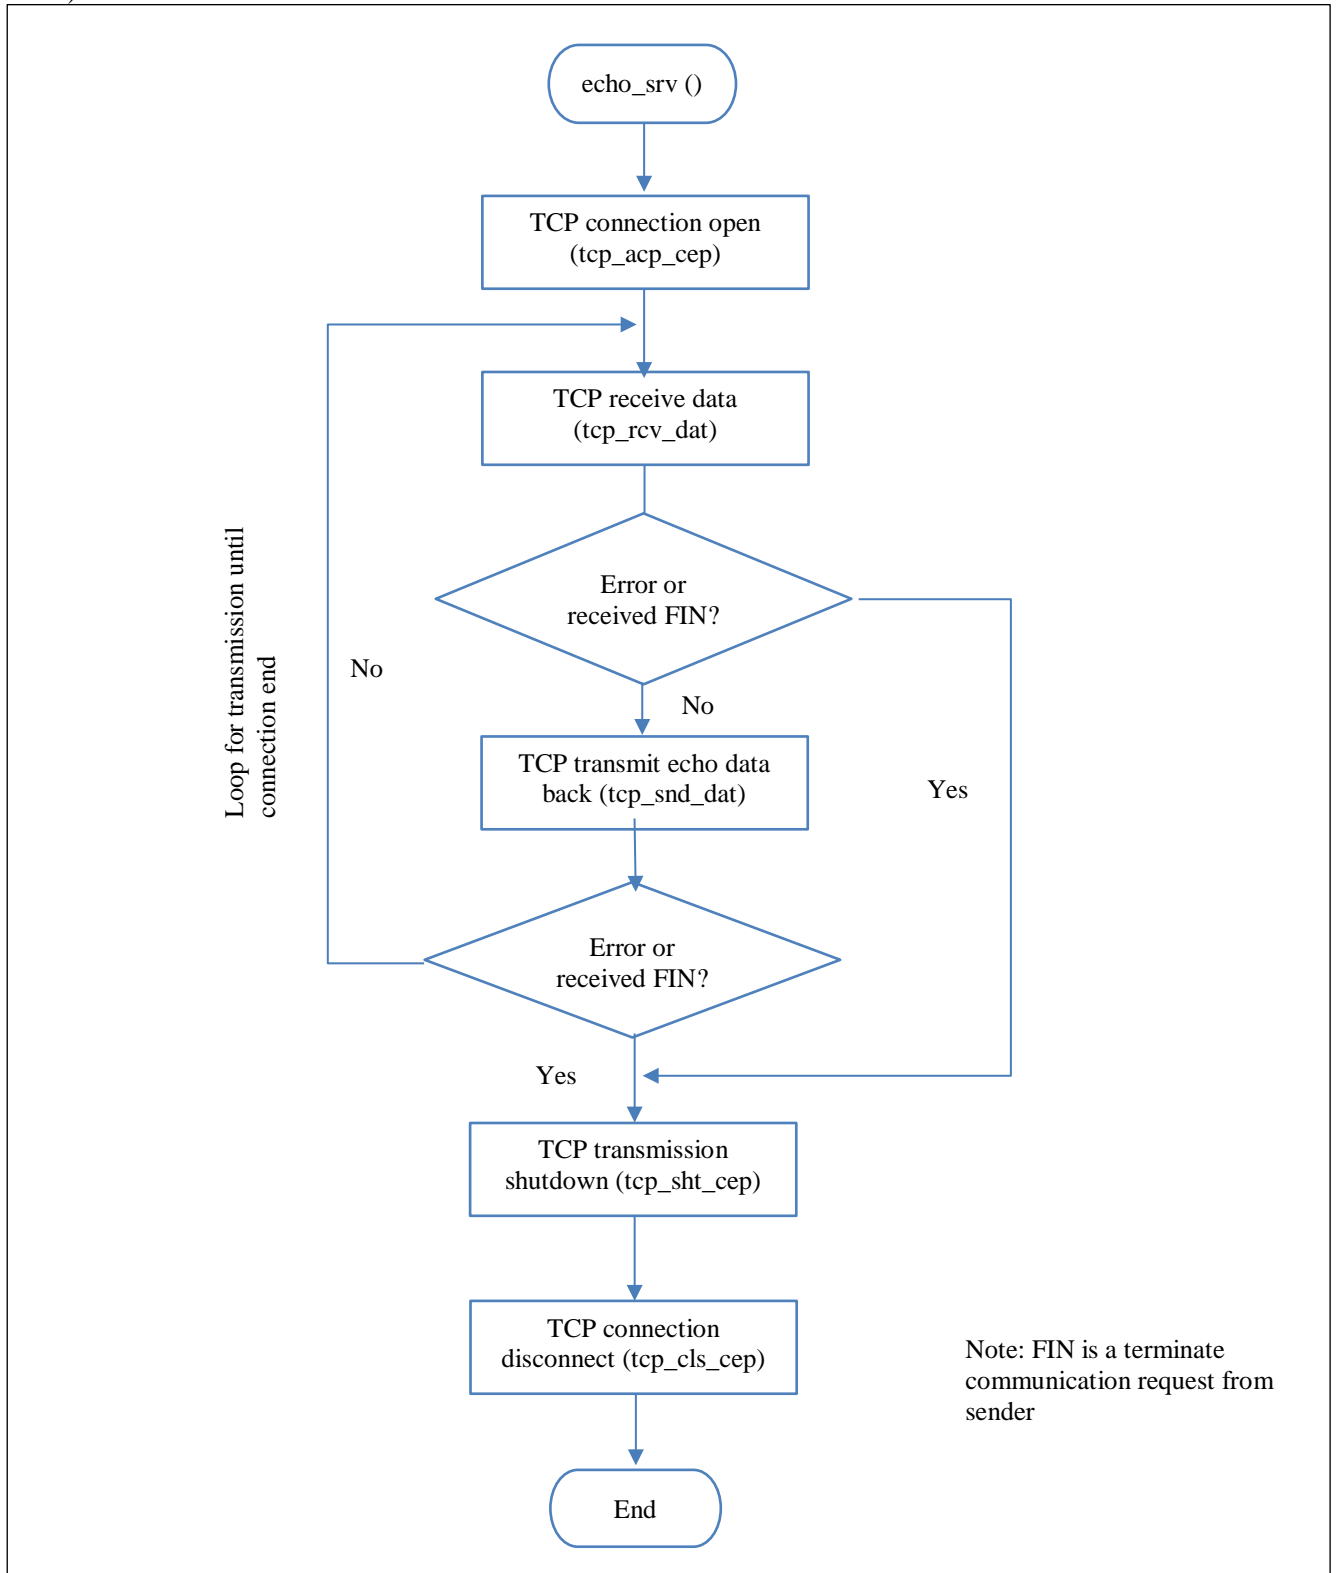 echo_srv ()
TCP connection open
(tcp_acp_cep)
TCP receive data
(tcp_rcv_dat)
Error or
received FIN?
No
No
TCP transmit echo data
back (tcp_snd_dat)
Yes
Loop for transmission until
connection end
Error or
received FIN?
Yes
TCP transmission
shutdown (tcp_sht_cep)
TCP connection
disconnect (tcp_cls_cep)
Note: FIN is a terminate
communication request from
sender
End